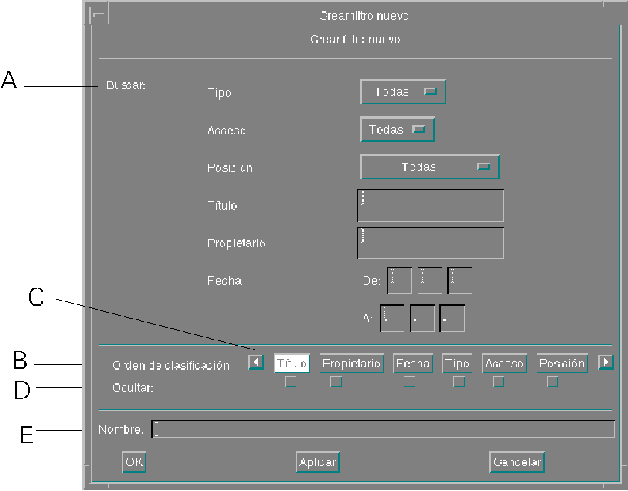 Crear filtro nuevo
Crear filtro nuevo
A
Buscar:
Tipo
Todas
Acceso
Todas
Posición
Todas
Título
Propietario
Fecha
De:
A:
C
B
Orden de clasificación
Título Propietario Fecha Tipo Acceso Posición
D
Ocultar:
E
Nombre:
OK Aplicar Cancelar